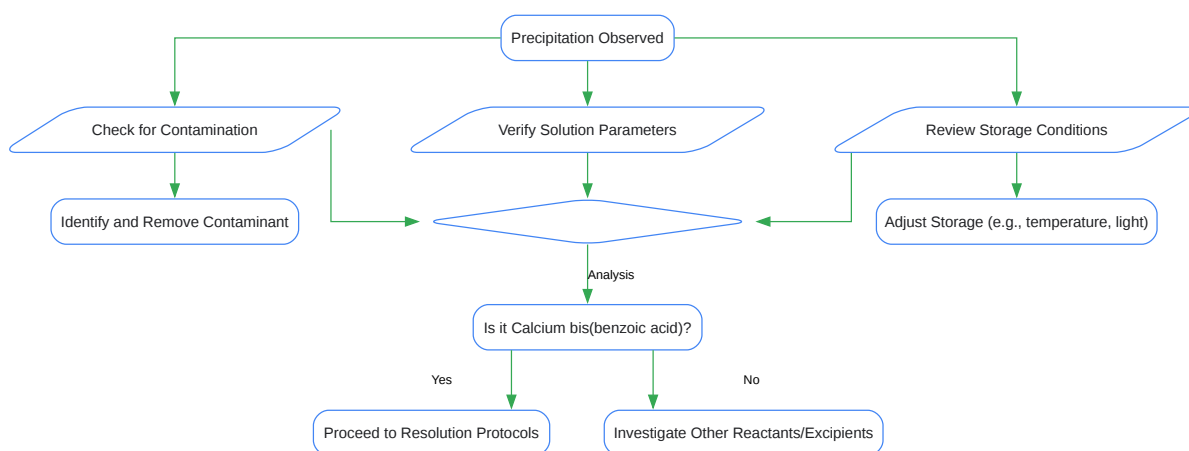 Precipitation Observed
Check for Contamination
Verify Solution Parameters
Review Storage Conditions
Identify and Remove Contaminant
Adjust Storage (e.g., temperature, light)
Analysis
Is it Calcium bis(benzoic acid)?
Yes
No
Proceed to Resolution Protocols
Investigate Other Reactants/Excipients